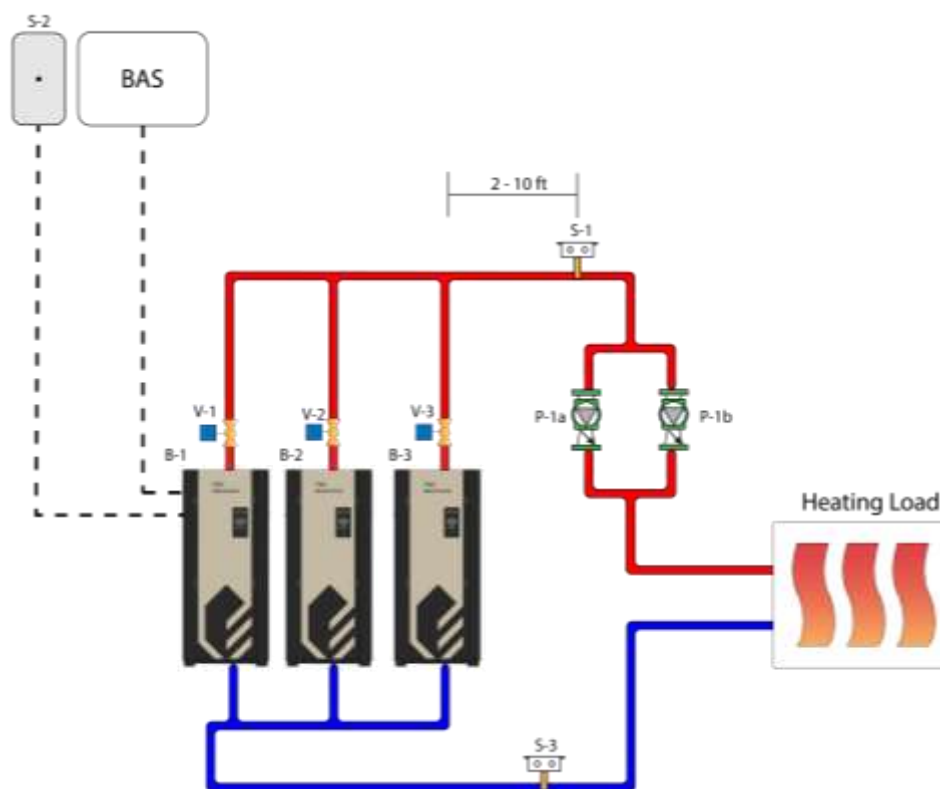 S-2
BAS
2 - 10 ft
S-1
V-1
V-2
V-3
P-1a
P-1b
B-1
B-2
B-3
Heating Load
S-3